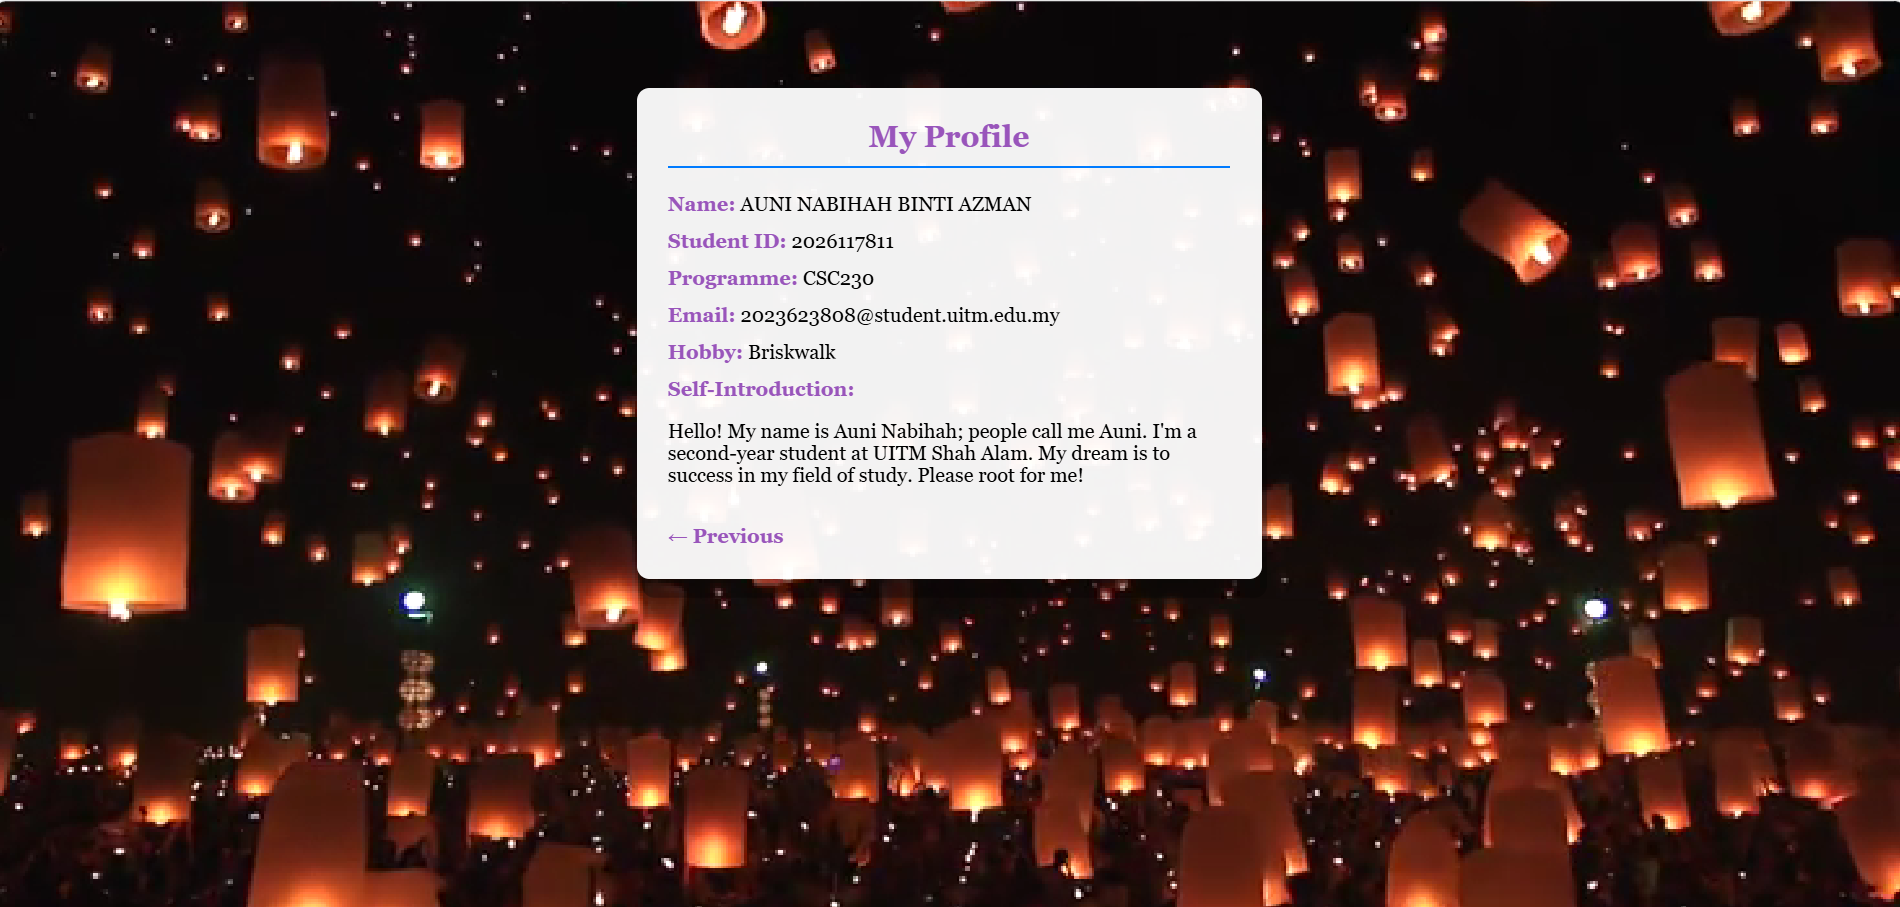 My Profile
Name: AUNI NABIHAH BINTI AZMAN
Student ID: 2026117811
Programme: CSC230
Email: 2023623808@student.uitm.edu.my
Hobby: Briskwalk
Self-Introduction:
Hello! My name is Auni Nabihah; people call me Auni. I'm a
second-year student at UITM Shah Alam. My dream is to
success in my field of study. Please root for me!
← Previous